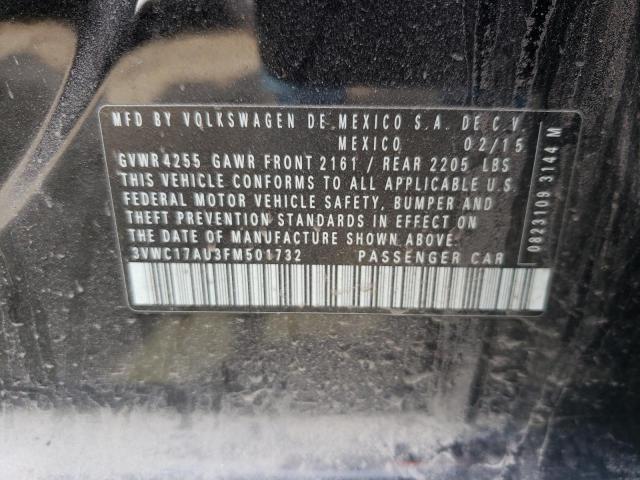 MFD BY VOLKSWAGEN DE MEXICO S.A. DE C.V.
MEXICO 02/15
GVWR 4255 GAWR FRONT 2161 / REAR 2205 LBS
THIS VEHICLE CONFORMS TO ALL APPLICABLE U.S.
FEDERAL MOTOR VEHICLE SAFETY, BUMPER AND
THEFT PREVENTION STANDARDS IN EFFECT ON
THE DATE OF MANUFACTURE SHOWN ABOVE.
3VWC17AU3FM501732 PASSENGER CAR
0823109 3144 M